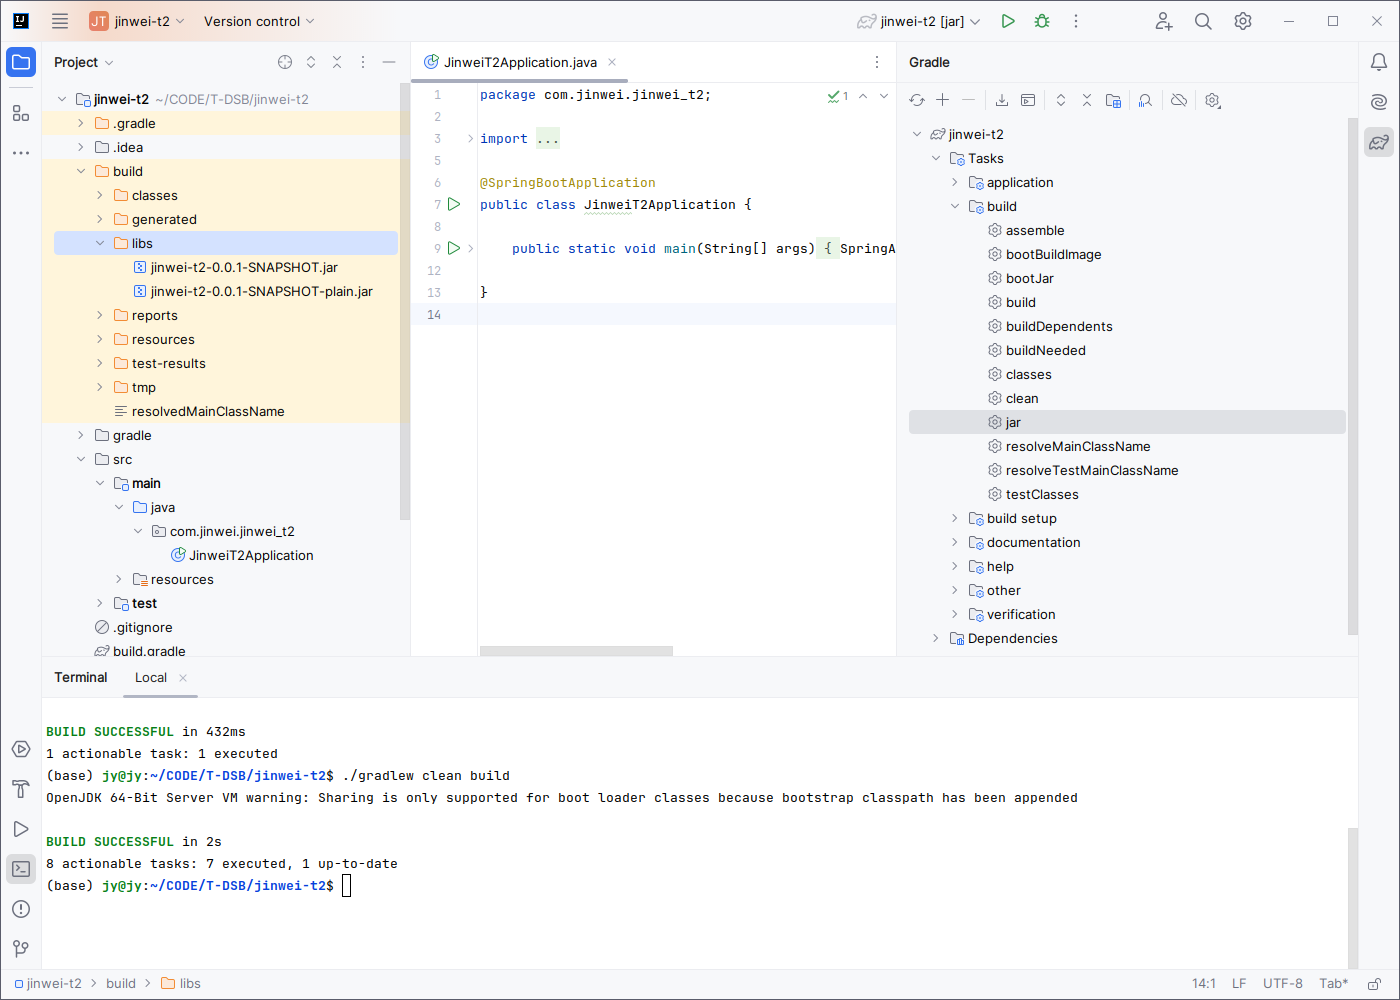 JT jinwei-t2 Version control jinwei-t2 [jar]
Project
jinwei-t2 ~/CODE/T-DSB/jinwei-t2
.gradle
.idea
build
classes
generated
libs
jinwei-t2-0.0.1-SNAPSHOT.jar
jinwei-t2-0.0.1-SNAPSHOT-plain.jar
reports
resources
test-results
tmp
resolvedMainClassName
gradle
src
main
java
com.jinwei.jinwei_t2
JinweiT2Application
resources
test
.gitignore
build.gradle
JinweiT2Application.java
1 package com.jinwei.jinwei_t2; 1
2
3 import ...
5
6 @SpringBootApplication
7 public class JinweiT2Application {
8
9 public static void main(String[] args) { SpringA
12
13 }
14
Gradle
jinwei-t2
Tasks
application
build
assemble
bootBuildImage
bootJar
build
buildDependents
buildNeeded
classes
clean
jar
resolveMainClassName
resolveTestMainClassName
testClasses
build setup
documentation
help
other
verification
Dependencies
Terminal Local
BUILD SUCCESSFUL in 432ms
1 actionable task: 1 executed
(base) jy@jy:~/CODE/T-DSB/jinwei-t2$ ./gradlew clean build
OpenJDK 64-Bit Server VM warning: Sharing is only supported for boot loader classes because bootstrap classpath has been appended
BUILD SUCCESSFUL in 2s
8 actionable tasks: 7 executed, 1 up-to-date
(base) jy@jy:~/CODE/T-DSB/jinwei-t2$
jinwei-t2 > build > libs 14:1 LF UTF-8 Tab*